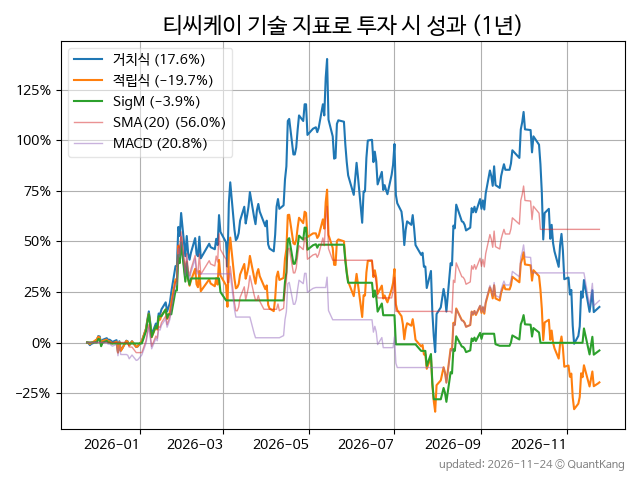 티씨케이 기술 지표로 투자 시 성과 (1년)
거치식 (17.6%)
적립식 (−19.7%)
SigM (−3.9%)
SMA(20) (56.0%)
MACD (20.8%)
125%
100%
75%
50%
25%
0%
−25%
2026-01 2026-03 2026-05 2026-07 2026-09 2026-11
updated: 2026-11-24 © QuantKang